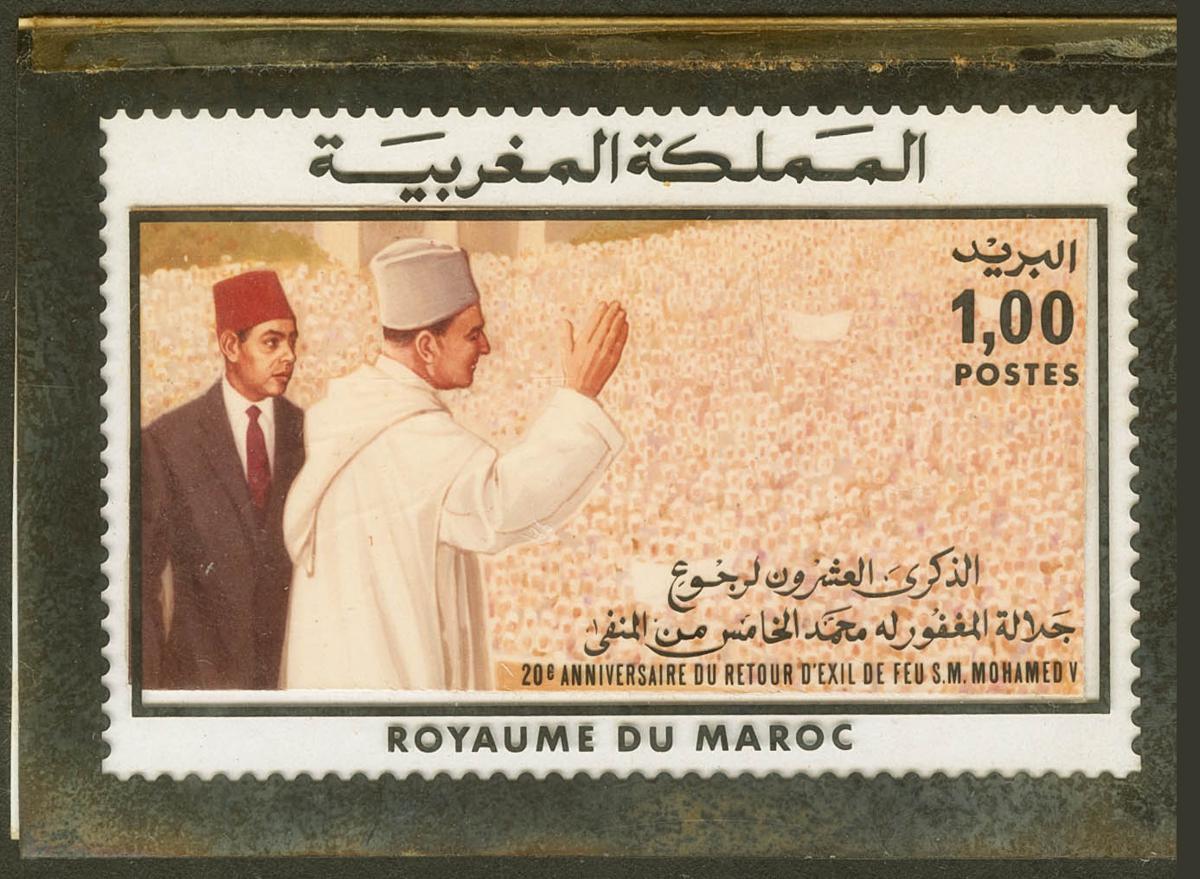 المملكة المغربية
البريد
1,00
POSTES
الذكرى العشرون لرجوع
جلالة المغفور له محمد الخامس من المنفى
20e ANNIVERSAIRE DU RETOUR D'EXIL DE FEU S.M. MOHAMED V
ROYAUME DU MAROC